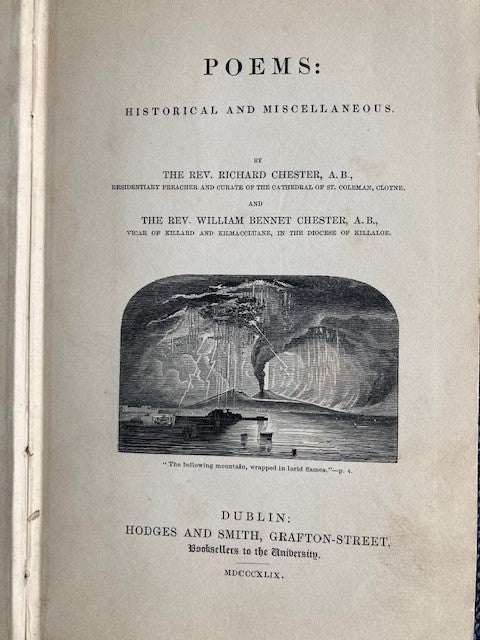 POEMS:
HISTORICAL AND MISCELLANEOUS.
BY
THE REV. RICHARD CHESTER, A.B.,
RESIDENTIARY PREACHER AND CURATE OF THE CATHEDRAL OF ST. COLEMAN, CLOYNE.
AND
THE REV. WILLIAM BENNET CHESTER, A.B.,
VICAR OF KILLARD AND KILMACCLUANE, IN THE DIOCESE OF KILLALOE.
"The bellowing mountain, wrapped in lurid flames."—p. 4.
DUBLIN:
HODGES AND SMITH, GRAFTON-STREET,
Booksellers to the University.
MDCCCXLIX.